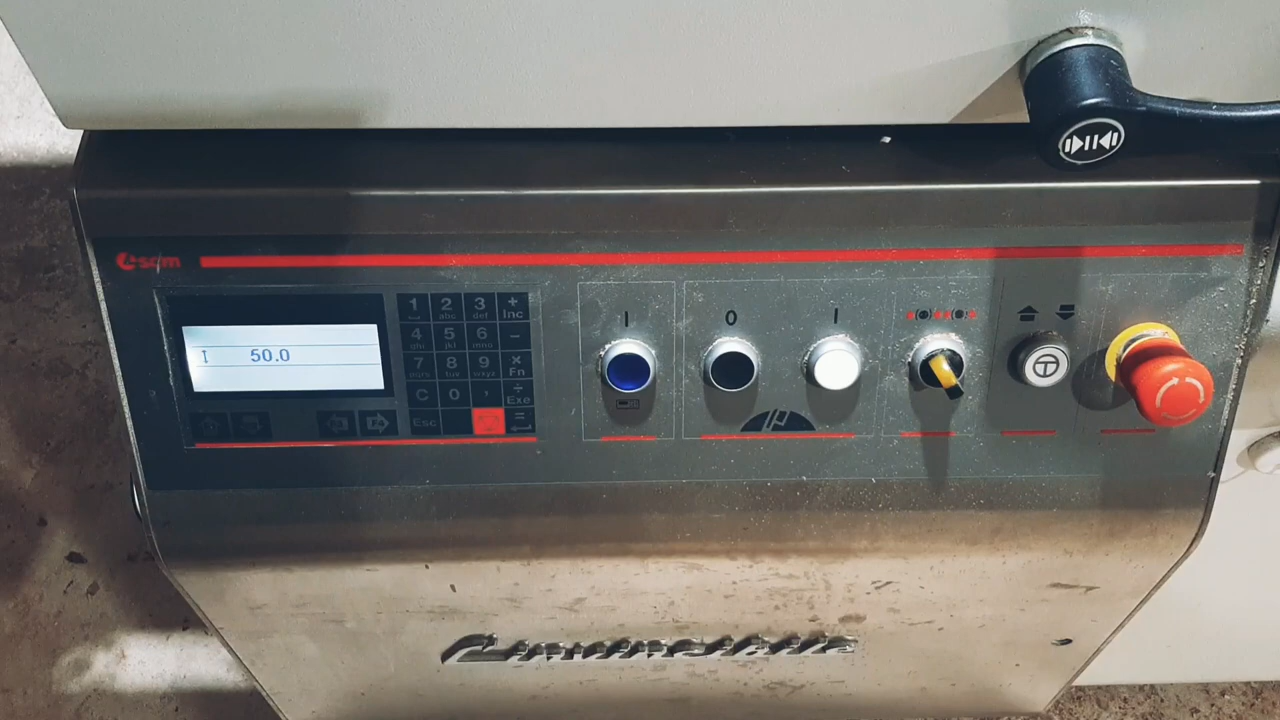 scm
1 2 3 +
abc def Inc
4 5 6 −
ghi jkl mno
7 8 9 ×
pqrs tuv wxyz Fn
C 0 , ÷
Exe
Esc =
I 50.0
I
0
I